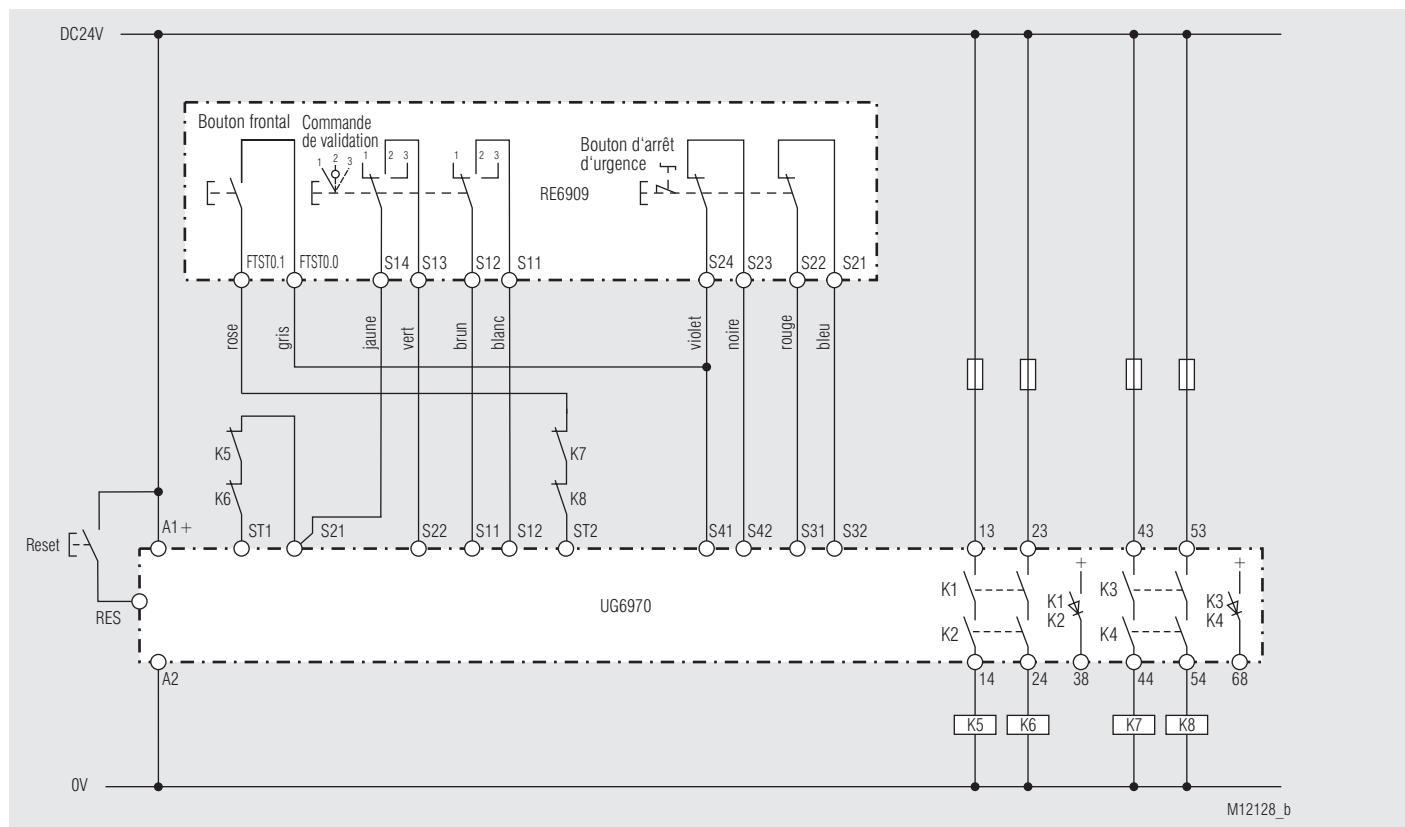 DC24V
Bouton frontal
Commande
de validation
1 2 3
1 2 3
1 2 3
Bouton d‘arrêt
d‘urgence
RE6909
FTST0.1 FTST0.0 S14 S13 S12 S11 S24 S23 S22 S21
rose gris jaune vert brun blanc violet noire rouge bleu
K5 K7
K6 K8
A1+ ST1 S21 S22 S11 S12 ST2 S41 S42 S31 S32 13 23 43 53
Reset
RES
UG6970
K1 K3
+ +
K1 K3
K2 K4
K2 K4
A2 14 24 38 44 54 68
K5 K6 K7 K8
0V
M12128_b